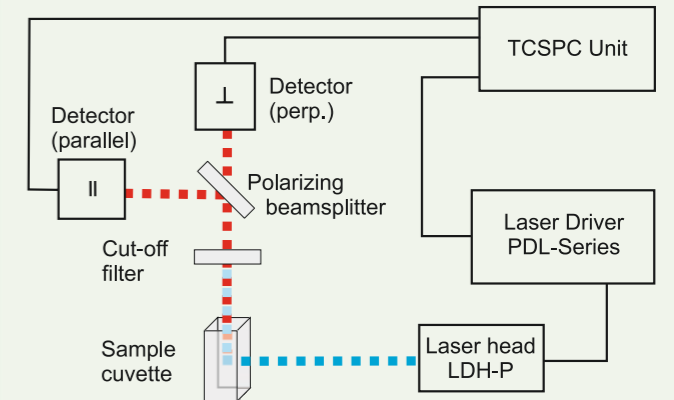 TCSPC Unit
⊥
Detector
(perp.)
Detector
(parallel)
II
Polarizing
beamsplitter
Laser Driver
PDL-Series
Cut-off
filter
Sample
cuvette
Laser head
LDH-P